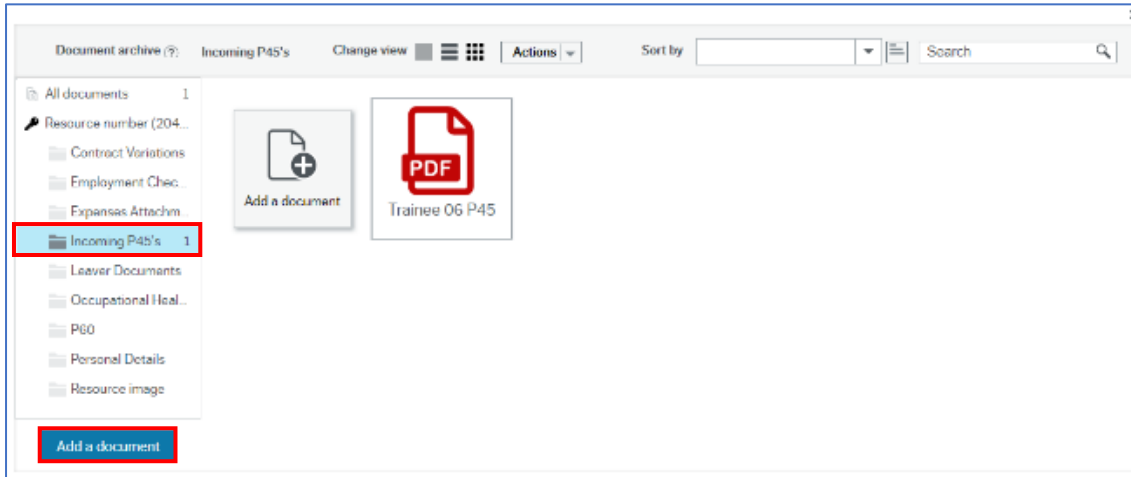 Document archive (?) Incoming P45's Change view Actions Sort by Search
All documents 1
Resource number (204...
Contract Variations
Employment Chec...
Expenses Attachm...
Incoming P45's 1
Leaver Documents
Occupational Heal...
P60
Personal Details
Resource image
Add a document
Add a document
PDF
Trainee 06 P45